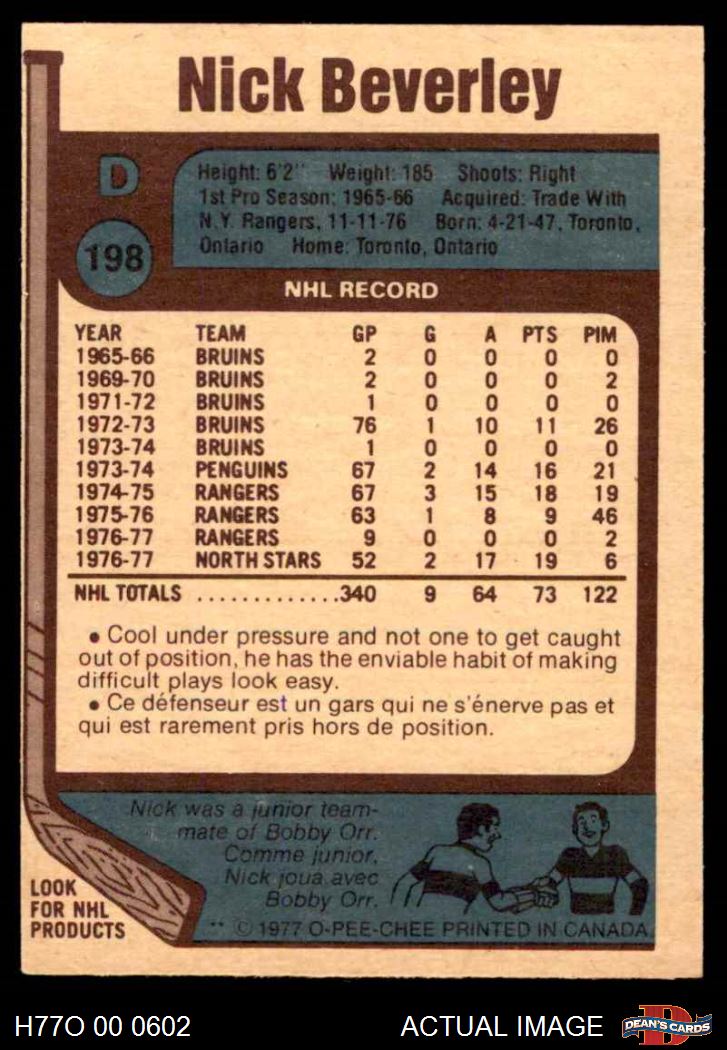 Nick Beverley
D
198
Height: 6'2" Weight: 185 Shoots: Right
1st Pro Season: 1965-66 Acquired: Trade With
N.Y. Rangers, 11-11-76 Born: 4-21-47, Toronto,
Ontario Home: Toronto, Ontario
NHL RECORD
YEAR TEAM GP G A PTS PIM
1965-66 BRUINS 2 0 0 0 0
1969-70 BRUINS 2 0 0 0 2
1971-72 BRUINS 1 0 0 0 0
1972-73 BRUINS 76 1 10 11 26
1973-74 BRUINS 1 0 0 0 0
1973-74 PENGUINS 67 2 14 16 21
1974-75 RANGERS 67 3 15 18 19
1975-76 RANGERS 63 1 8 9 46
1976-77 RANGERS 9 0 0 0 2
1976-77 NORTH STARS 52 2 17 19 6
NHL TOTALS .............340 9 64 73 122
• Cool under pressure and not one to get caught
out of position, he has the enviable habit of making
difficult plays look easy.
• Ce défenseur est un gars qui ne s'énerve pas et
qui est rarement pris hors de position.
Nick was a junior team-
mate of Bobby Orr.
Comme junior,
Nick joua avec
Bobby Orr.
LOOK
FOR NHL
PRODUCTS
** © 1977 O-PEE-CHEE PRINTED IN CANADA
H77O 00 0602
ACTUAL IMAGE
D
DEAN'S CARDS